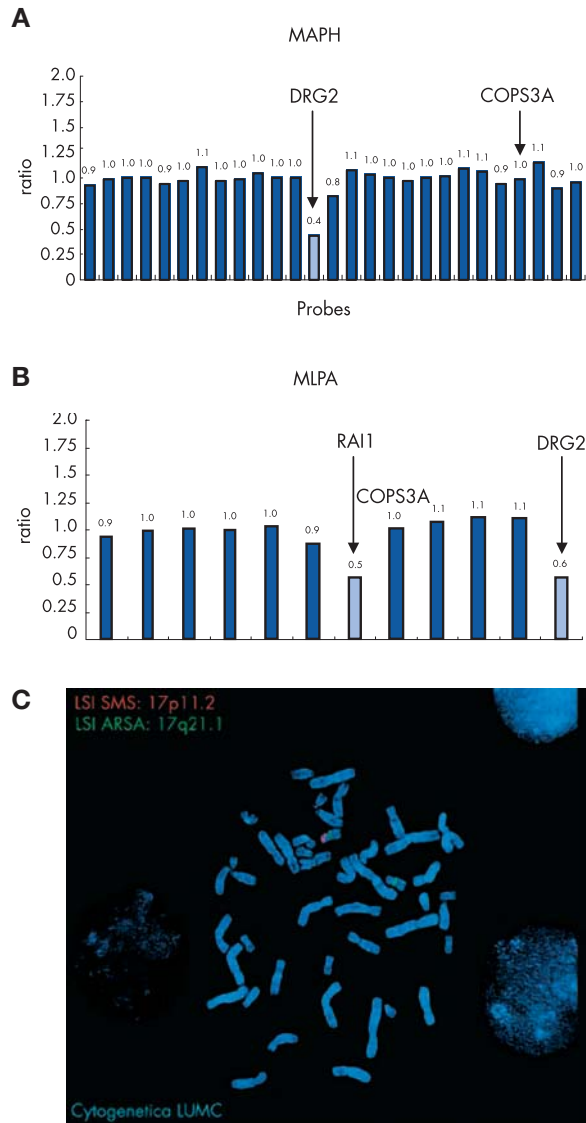 A
MAPH
DRG2
COPS3A
ratio
2.0
1.75
1.5
1.25
1.0
0.75
0.5
0.25
0
0.9 1.0 1.0 1.0 0.9 1.0 1.1 1.0 1.0 1.0 1.0 1.0 0.4 0.8 1.1 1.0 1.0 1.0 1.0 1.0 1.1 1.1 0.9 1.0 1.1 0.9 1.0
Probes
B
MLPA
RAI1
COPS3A
DRG2
ratio
2.0
1.75
1.5
1.25
1.0
0.75
0.5
0.25
0
0.9 1.0 1.0 1.0 1.0 0.9 0.5 1.0 1.1 1.1 1.1 0.6
C
LSI SMS: 17p11.2
LSI ARSA: 17q21.1
Cytogenetica LUMC